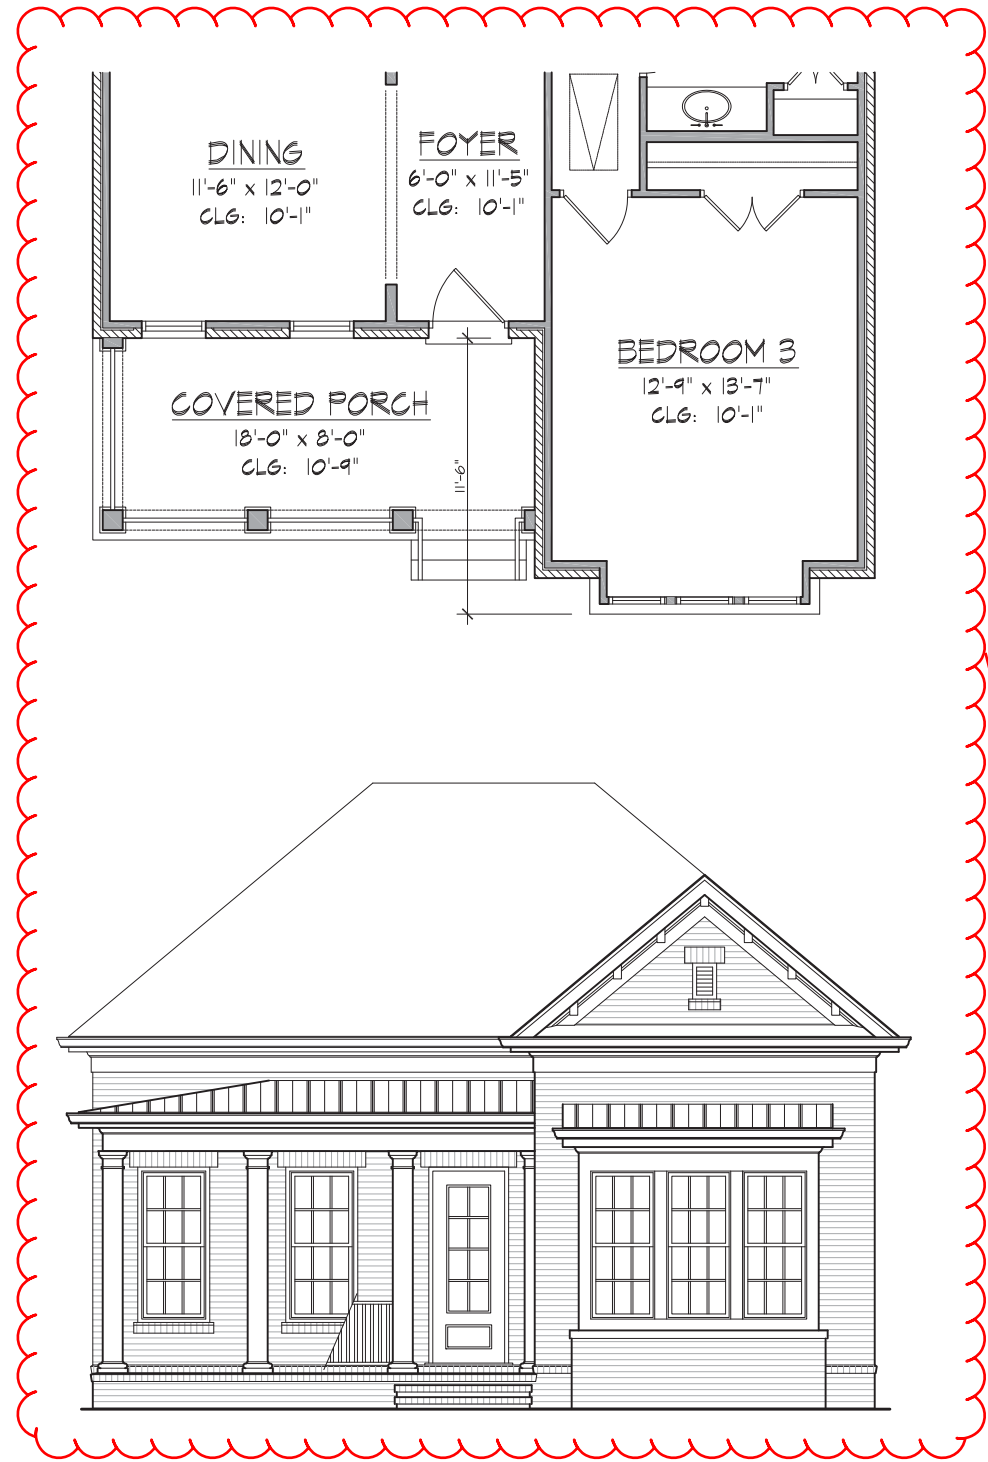 DINING
11'-6" x 12'-0"
CLG: 10'-1"
FOYER
6'-0" x 11'-5"
CLG: 10'-1"
BEDROOM 3
12'-9" x 13'-7"
CLG: 10'-1"
COVERED PORCH
18'-0" x 8'-0"
CLG: 10'-9"
11'-6"